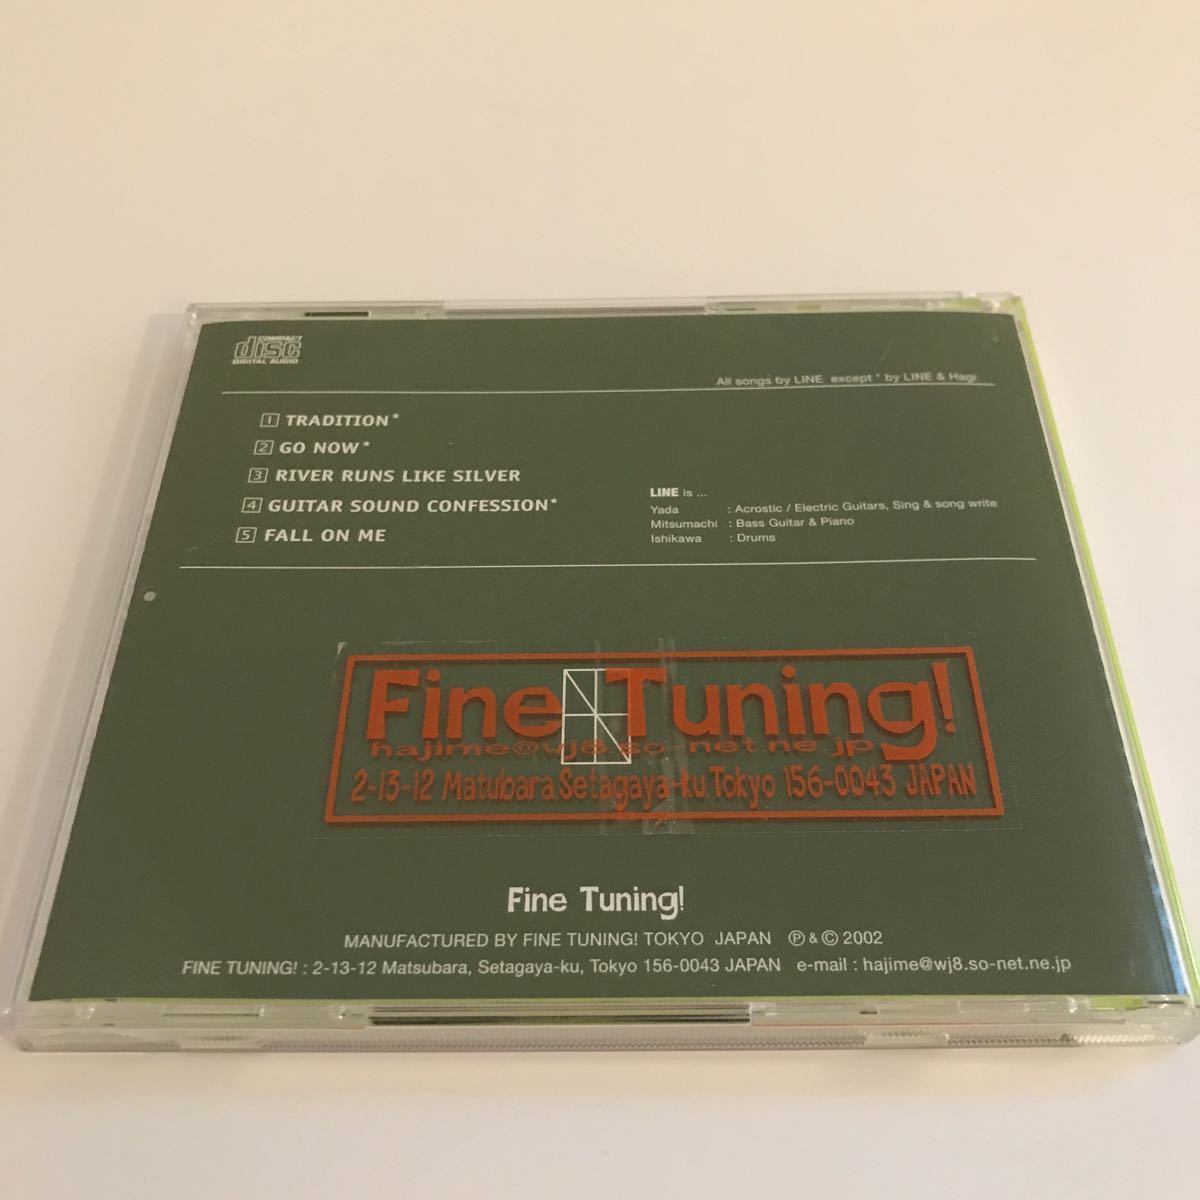 COMPACT
disc
DIGITAL AUDIO
All songs by LINE except * by LINE & Hagi
1 TRADITION*
2 GO NOW*
3 RIVER RUNS LIKE SILVER
4 GUITAR SOUND CONFESSION*
5 FALL ON ME
LINE is ...
Yada : Acrostic / Electric Guitars, Sing & song write
Mitsumachi : Bass Guitar & Piano
Ishikawa : Drums
Fine Tuning!
hajime@wj8.so-net.ne.jp
2-13-12 Matubara Setagaya-ku Tokyo 156-0043 JAPAN
Fine Tuning!
MANUFACTURED BY FINE TUNING! TOKYO JAPAN ℗ & © 2002
FINE TUNING! : 2-13-12 Matsubara, Setagaya-ku, Tokyo 156-0043 JAPAN e-mail : hajime@wj8.so-net.ne.jp